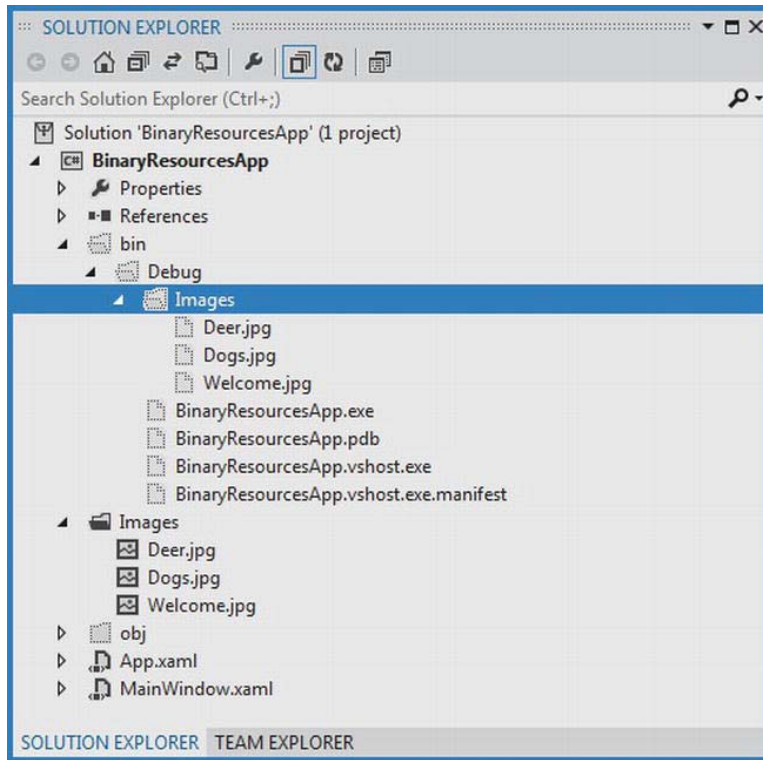 SOLUTION EXPLORER
Search Solution Explorer (Ctrl+;)
Solution 'BinaryResourcesApp' (1 project)
C# BinaryResourcesApp
Properties
References
bin
Debug
Images
Deer.jpg
Dogs.jpg
Welcome.jpg
BinaryResourcesApp.exe
BinaryResourcesApp.pdb
BinaryResourcesApp.vshost.exe
BinaryResourcesApp.vshost.exe.manifest
Images
Deer.jpg
Dogs.jpg
Welcome.jpg
obj
App.xaml
MainWindow.xaml
SOLUTION EXPLORER TEAM EXPLORER